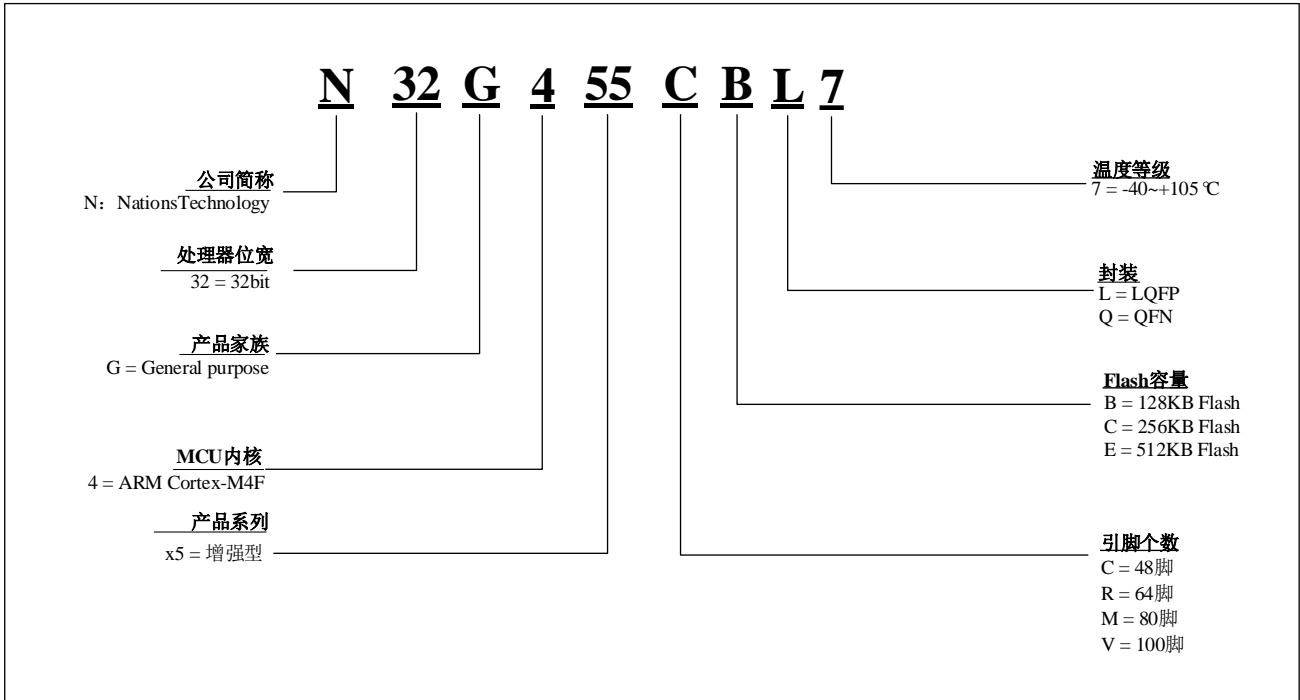 N 32 G 4 55 C B L 7
公司简称
N：NationsTechnology
处理器位宽
32 = 32bit
产品家族
G = General purpose
MCU内核
4 = ARM Cortex-M4F
产品系列
x5 = 增强型
温度等级
7 = -40~+105℃
封装
L = LQFP
Q = QFN
Flash容量
B = 128KB Flash
C = 256KB Flash
E = 512KB Flash
引脚个数
C = 48脚
R = 64脚
M = 80脚
V = 100脚